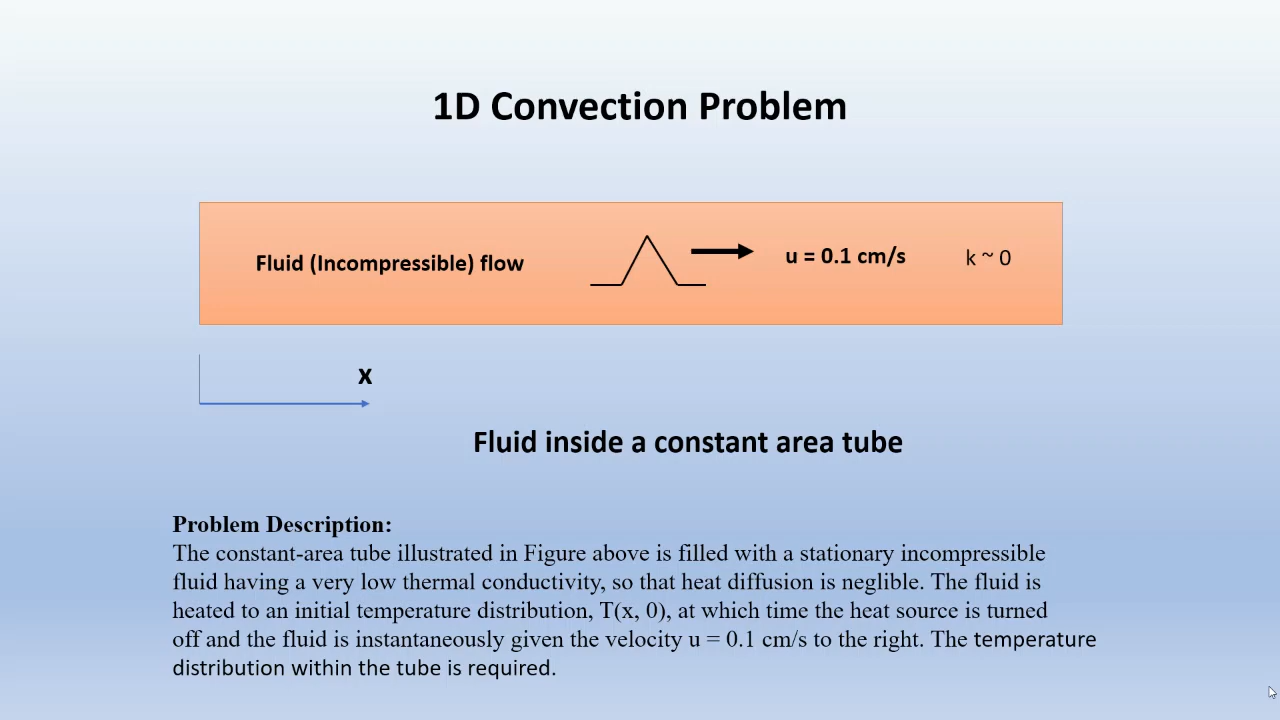 1D Convection Problem
Fluid (Incompressible) flow
u = 0.1 cm/s
k ~ 0
x
Fluid inside a constant area tube
Problem Description:
The constant-area tube illustrated in Figure above is filled with a stationary incompressible
fluid having a very low thermal conductivity, so that heat diffusion is neglible. The fluid is
heated to an initial temperature distribution, T(x, 0), at which time the heat source is turned
off and the fluid is instantaneously given the velocity u = 0.1 cm/s to the right. The temperature
distribution within the tube is required.